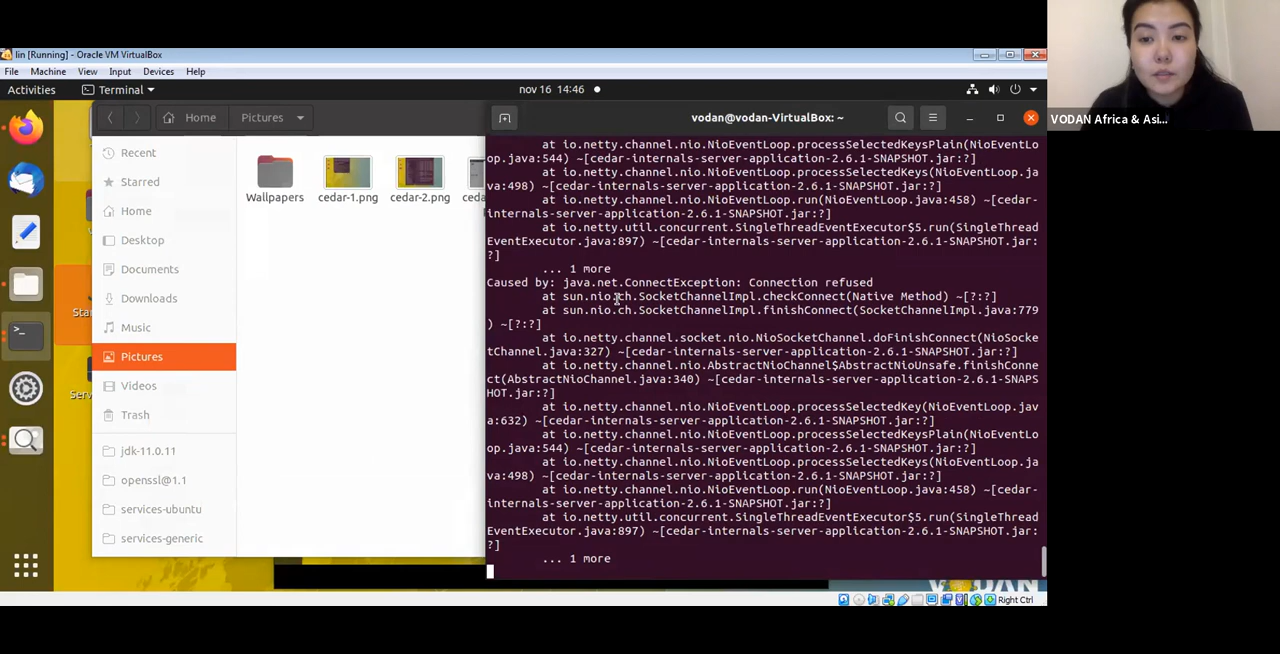 lin [Running] - Oracle VM VirtualBox
File Machine View Input Devices Help
Activities Terminal nov 16 14:46
Home Pictures
vodan@vodan-VirtualBox: ~
Recent
Starred
Home
Desktop
Documents
Downloads
Music
Pictures
Videos
Trash
jdk-11.0.11
openssl@1.1
services-ubuntu
services-generic
Wallpapers
cedar-1.png
cedar-2.png
at io.netty.channel.nio.NioEventLoop.processSelectedKeysPlain(NioEventLo
op.java:544) ~[cedar-internals-server-application-2.6.1-SNAPSHOT.jar:?]
at io.netty.channel.nio.NioEventLoop.processSelectedKeys(NioEventLoop.ja
va:498) ~[cedar-internals-server-application-2.6.1-SNAPSHOT.jar:?]
at io.netty.channel.nio.NioEventLoop.run(NioEventLoop.java:458) ~[cedar-
internals-server-application-2.6.1-SNAPSHOT.jar:?]
at io.netty.util.concurrent.SingleThreadEventExecutor$5.run(SingleThread
EventExecutor.java:897) ~[cedar-internals-server-application-2.6.1-SNAPSHOT.jar:
?]
... 1 more
Caused by: java.net.ConnectException: Connection refused
at sun.nio.ch.SocketChannelImpl.checkConnect(Native Method) ~[?:?]
at sun.nio.ch.SocketChannelImpl.finishConnect(SocketChannelImpl.java:779
) ~[?:?]
at io.netty.channel.socket.nio.NioSocketChannel.doFinishConnect(NioSocke
tChannel.java:327) ~[cedar-internals-server-application-2.6.1-SNAPSHOT.jar:?]
at io.netty.channel.nio.AbstractNioChannel$AbstractNioUnsafe.finishConne
ct(AbstractNioChannel.java:340) ~[cedar-internals-server-application-2.6.1-SNAPS
HOT.jar:?]
at io.netty.channel.nio.NioEventLoop.processSelectedKey(NioEventLoop.jav
a:632) ~[cedar-internals-server-application-2.6.1-SNAPSHOT.jar:?]
at io.netty.channel.nio.NioEventLoop.processSelectedKeysPlain(NioEventLo
op.java:544) ~[cedar-internals-server-application-2.6.1-SNAPSHOT.jar:?]
at io.netty.channel.nio.NioEventLoop.processSelectedKeys(NioEventLoop.ja
va:498) ~[cedar-internals-server-application-2.6.1-SNAPSHOT.jar:?]
at io.netty.channel.nio.NioEventLoop.run(NioEventLoop.java:458) ~[cedar-
internals-server-application-2.6.1-SNAPSHOT.jar:?]
at io.netty.util.concurrent.SingleThreadEventExecutor$5.run(SingleThread
EventExecutor.java:897) ~[cedar-internals-server-application-2.6.1-SNAPSHOT.jar:
?]
... 1 more
Right Ctrl
VODAN Africa & Asi...